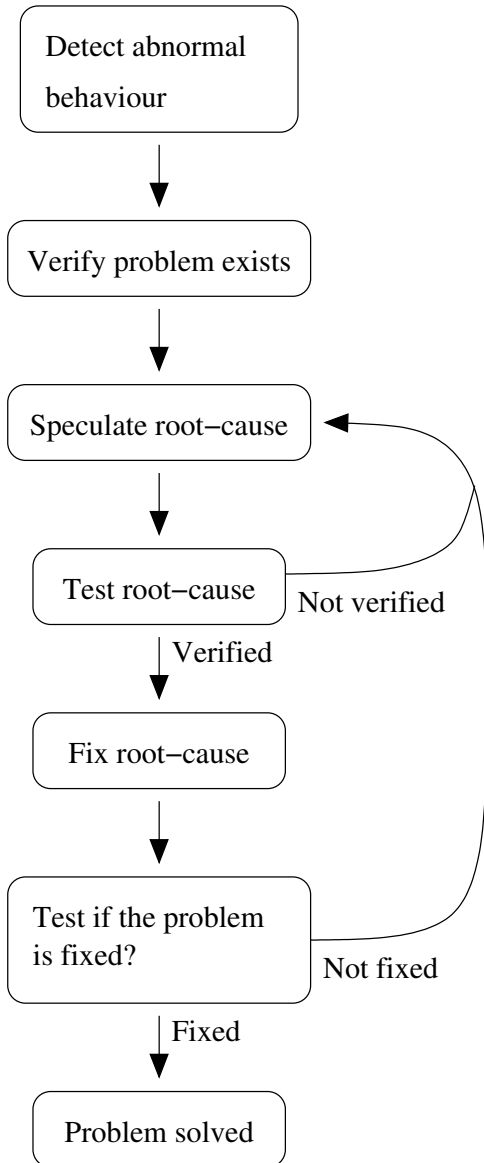 Detect abnormal
behaviour
Verify problem exists
Speculate root−cause
Test root−cause
Not verified
Verified
Fix root−cause
Test if the problem
is fixed?
Not fixed
Fixed
Problem solved